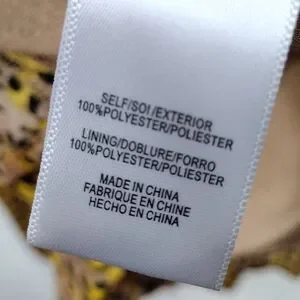 SELF/SOI/EXTERIOR
100%POLYESTER/POLIESTER
LINING/DOBLURE/FORRO
100%POLYESTER/POLIESTER
MADE IN CHINA
FABRIQUE EN CHINE
HECHO EN CHINA